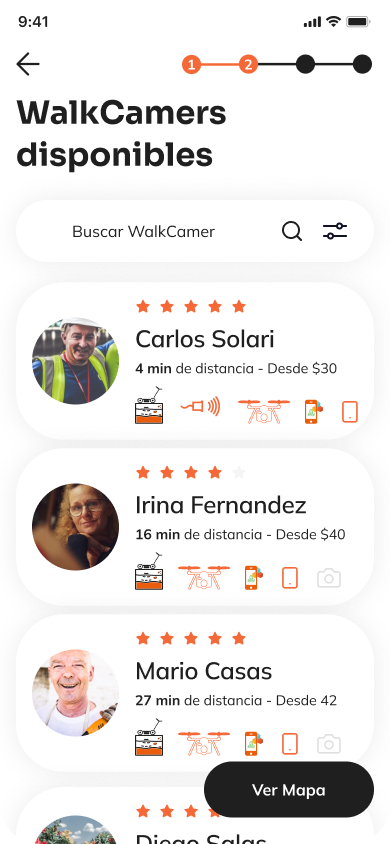 9:41
1
2
WalkCamers
disponibles
Buscar WalkCamer
Carlos Solari
4 min de distancia - Desde $30
Irina Fernandez
16 min de distancia - Desde $40
Mario Casas
27 min de distancia - Desde 42
Ver Mapa
Diego Salas